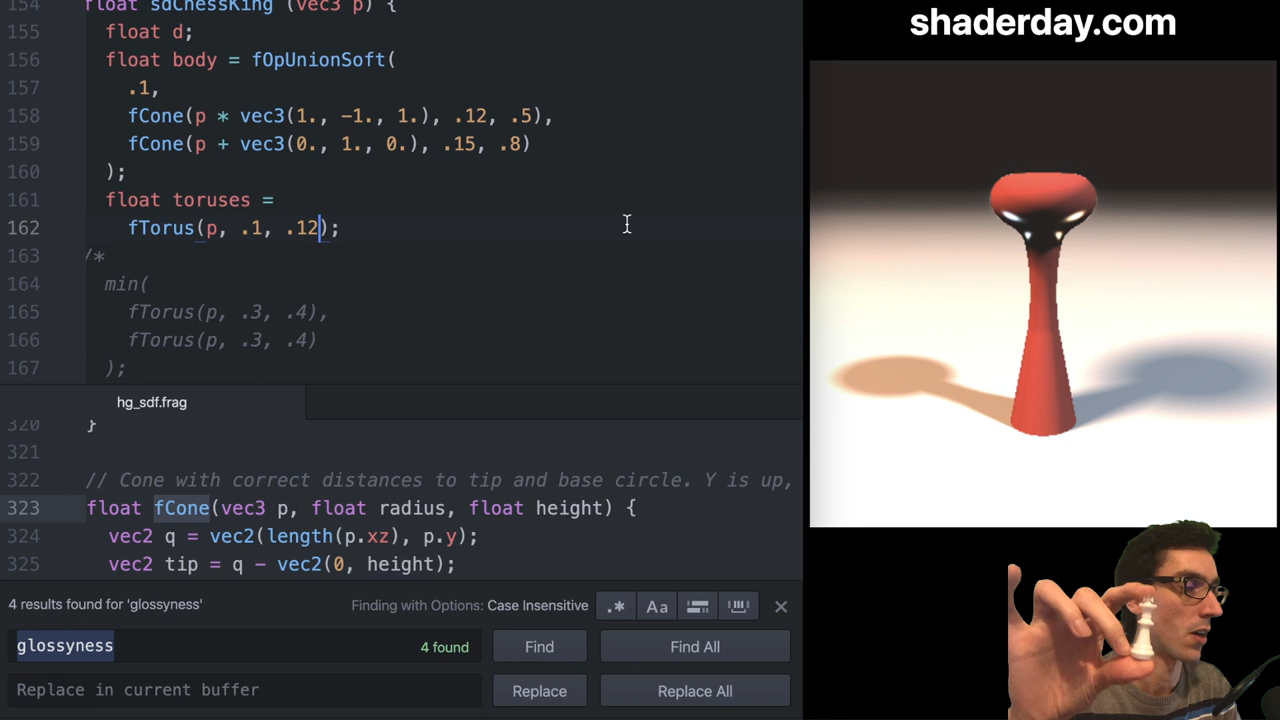 154 float sdChessKing (vec3 p) {
155 float d;
156 float body = fOpUnionSoft(
157 .1,
158 fCone(p * vec3(1., -1., 1.), .12, .5),
159 fCone(p + vec3(0., 1., 0.), .15, .8)
160 );
161 float toruses =
162 fTorus(p, .1, .12);
163 /*
164 min(
165 fTorus(p, .3, .4),
166 fTorus(p, .3, .4)
167 );
hg_sdf.frag
320 }
321
322 // Cone with correct distances to tip and base circle. Y is up,
323 float fCone(vec3 p, float radius, float height) {
324 vec2 q = vec2(length(p.xz), p.y);
325 vec2 tip = q - vec2(0, height);
4 results found for 'glossyness'
Finding with Options: Case Insensitive
.*
Aa
glossyness
4 found
Find
Find All
Replace in current buffer
Replace
Replace All
shaderday.com